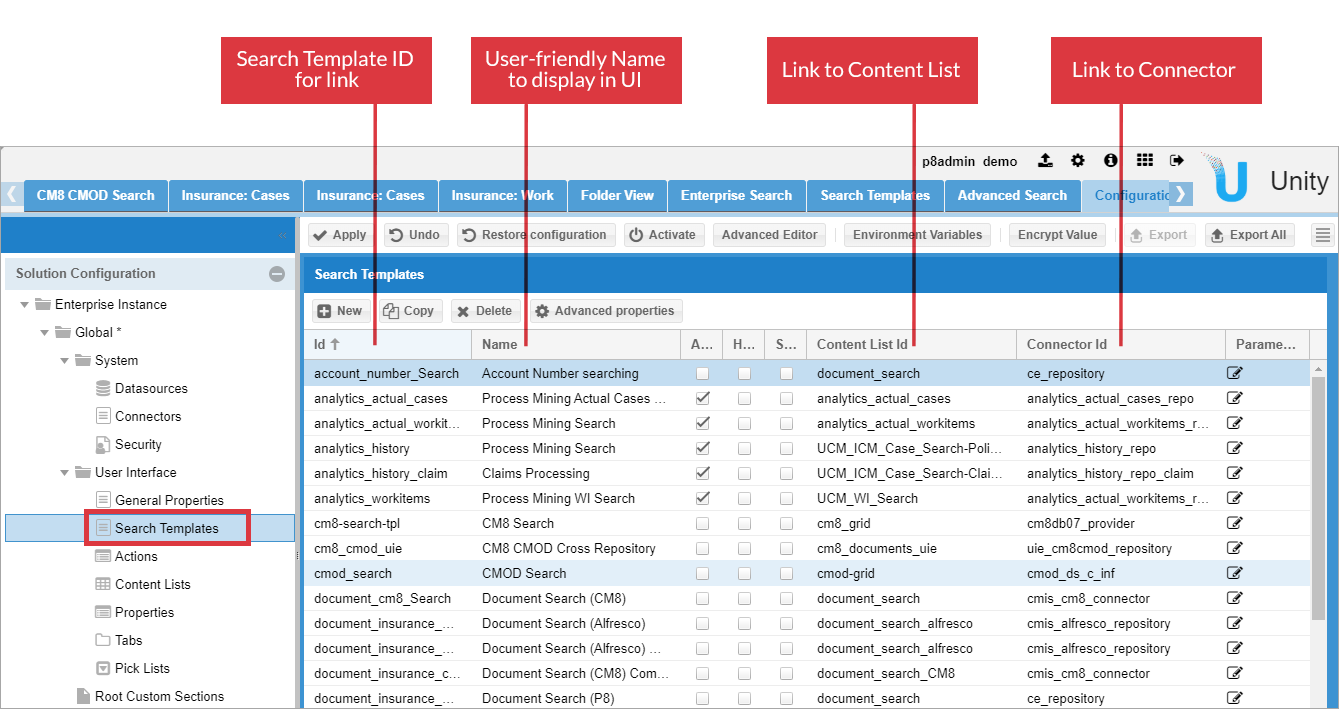 Search Template ID
for link
User-friendly Name
to display in UI
Link to Content List
Link to Connector
p8admin demo
Unity
CM8 CMOD Search
Insurance: Cases
Insurance: Cases
Insurance: Work
Folder View
Enterprise Search
Search Templates
Advanced Search
Configuratic
Apply
Undo
Restore configuration
Activate
Advanced Editor
Environment Variables
Encrypt Value
Export
Export All
Solution Configuration
Enterprise Instance
Global *
System
Datasources
Connectors
Security
User Interface
General Properties
Search Templates
Actions
Content Lists
Properties
Tabs
Pick Lists
Root Custom Sections
Search Templates
New
Copy
Delete
Advanced properties
Id Name A... H... S... Content List Id Connector Id Parame...
account_number_Search Account Number searching document_search ce_repository
analytics_actual_cases Process Mining Actual Cases ... analytics_actual_cases analytics_actual_cases_repo
analytics_actual_workit... Process Mining Search analytics_actual_workitems analytics_actual_workitems_r...
analytics_history Process Mining Search UCM_ICM_Case_Search-Poli... analytics_history_repo
analytics_history_claim Claims Processing UCM_ICM_Case_Search-Clai... analytics_history_repo_claim
analytics_workitems Process Mining WI Search UCM_WI_Search analytics_actual_workitems_r...
cm8-search-tpl CM8 Search cm8_grid cm8db07_provider
cm8_cmod_uie CM8 CMOD Cross Repository cm8_documents_uie uie_cm8cmod_repository
cmod_search CMOD Search cmod-grid cmod_ds_c_inf
document_cm8_Search Document Search (CM8) document_search cmis_cm8_connector
document_insurance_... Document Search (Alfresco) document_search_alfresco cmis_alfresco_repository
document_insurance_... Document Search (Alfresco) ... document_search_alfresco cmis_alfresco_repository
document_insurance_c... Document Search (CM8) Com... document_search_CM8 cmis_cm8_connector
document_insurance_... Document Search (P8) document_search ce_repository